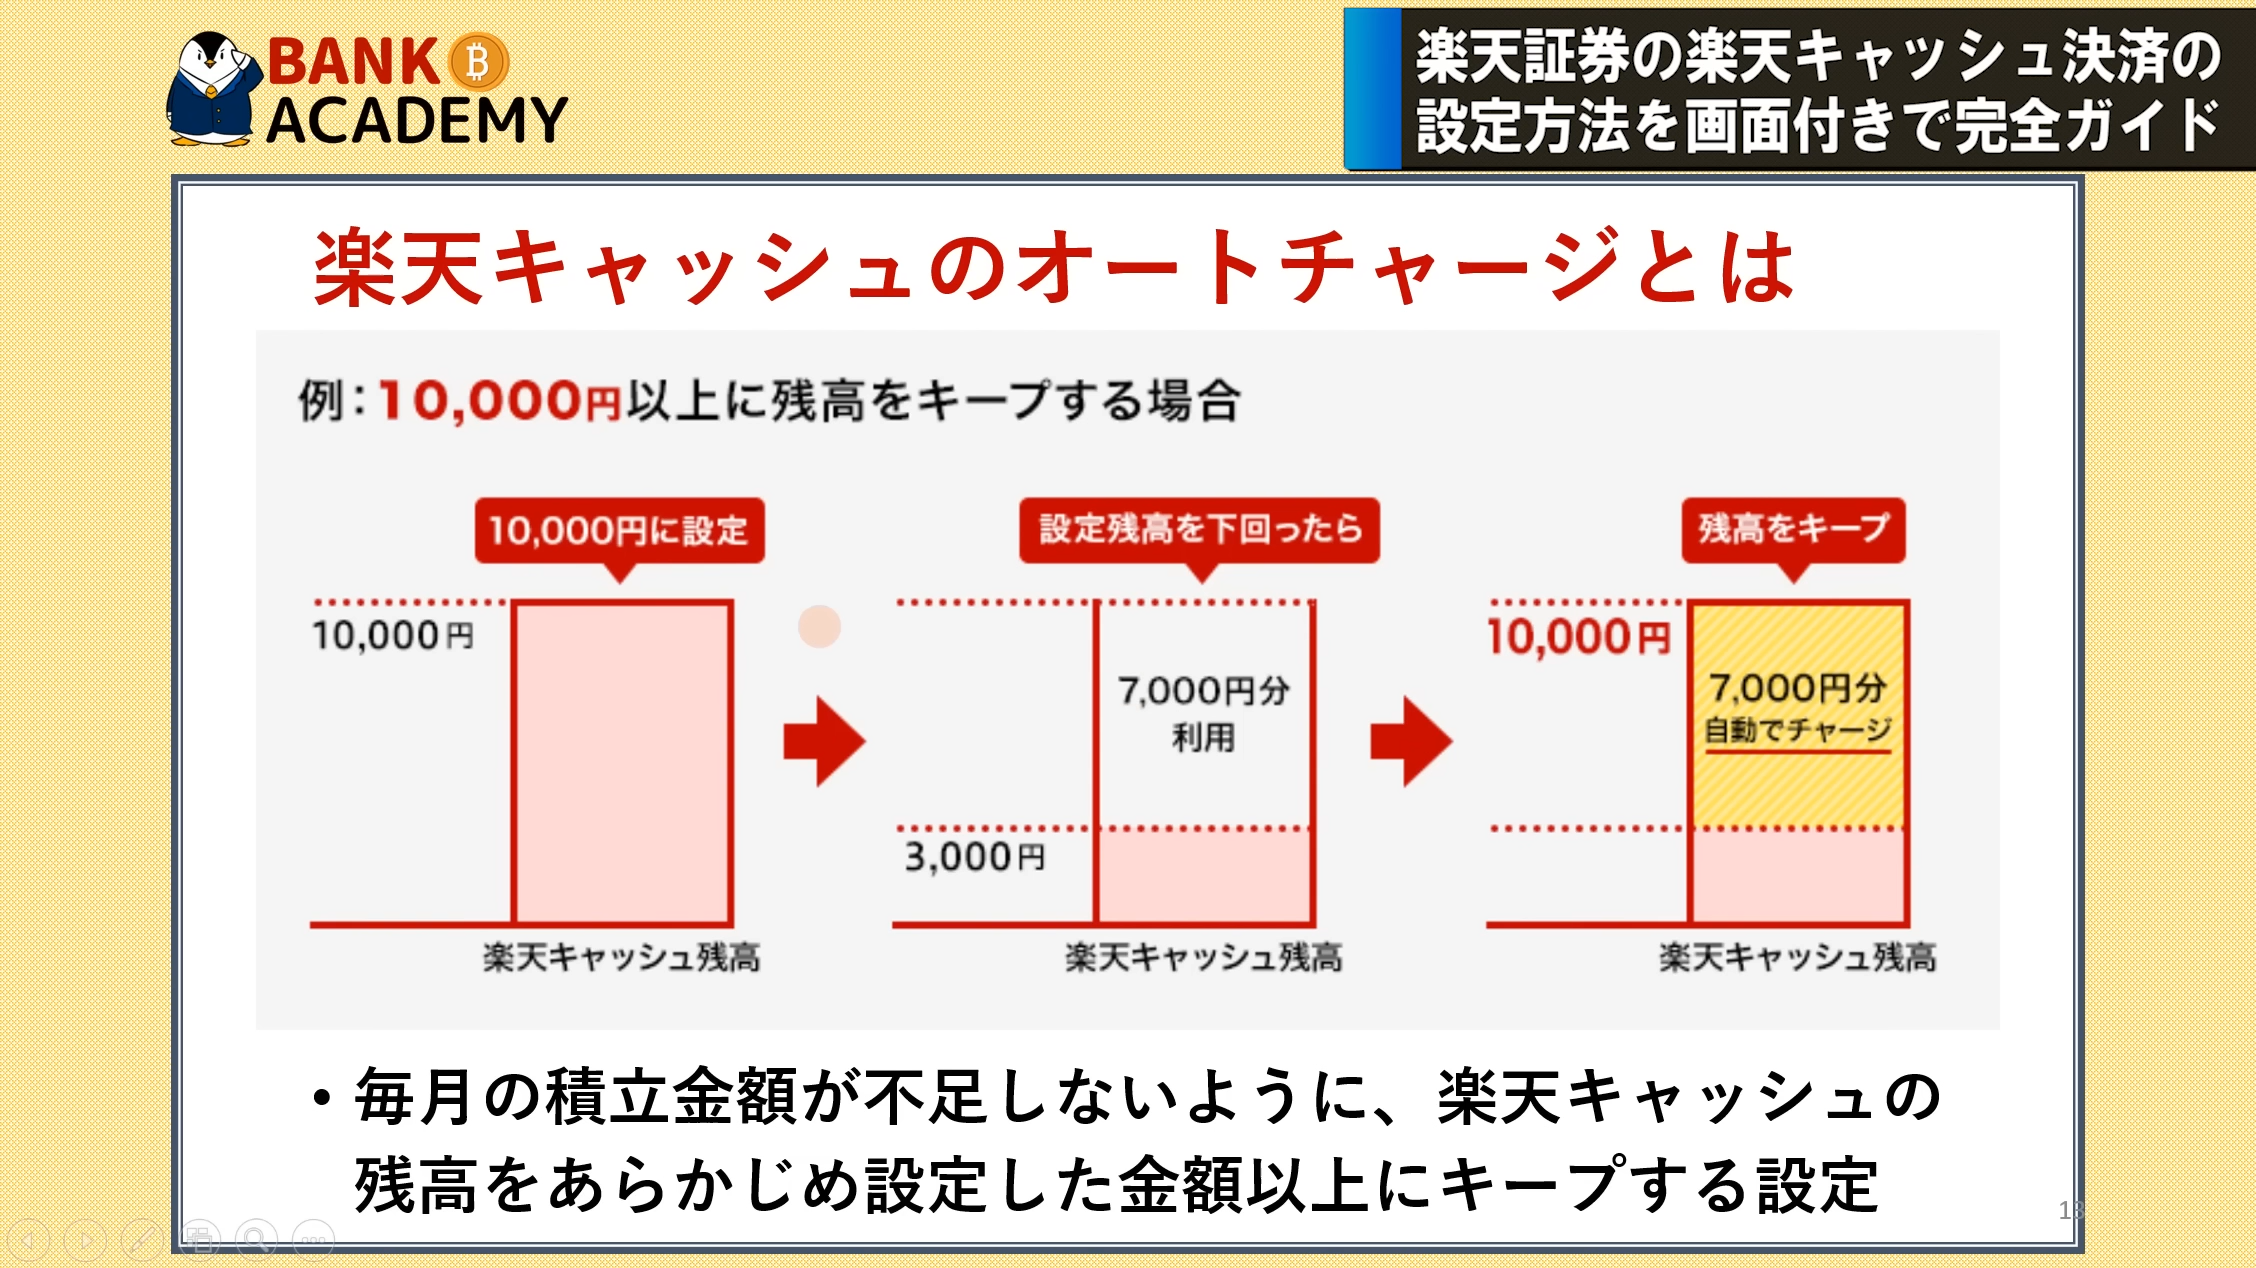 BANK
ACADEMY
楽天証券の楽天キャッシュ決済の
設定方法を画面付きで完全ガイド
楽天キャッシュのオートチャージとは
例：10,000円以上に残高をキープする場合
10,000円に設定
10,000円
楽天キャッシュ残高
設定残高を下回ったら
7,000円分
利用
3,000円
楽天キャッシュ残高
残高をキープ
10,000円
7,000円分
自動でチャージ
楽天キャッシュ残高
・毎月の積立金額が不足しないように、楽天キャッシュの
残高をあらかじめ設定した金額以上にキープする設定